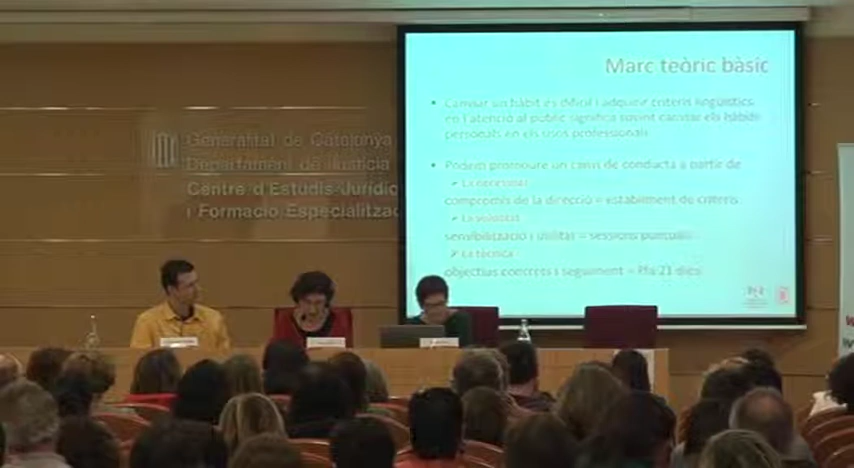 Generalitat de Catalunya
Departament de Justícia
Centre d'Estudis Jurídic
i Formació Especialitzad
Marc teòric bàsic
• Canviar un hàbit és difícil i adquirir criteris lingüístics
en l'atenció al públic significa sovint canviar els hàbits
personals en els usos professionals
• Podem promoure un canvi de conducta a partir de
➢ La necessitat
compromís de la direcció = establiment de criteris
➢ La voluntat
sensibilització i utilitat = sessions puntuals
➢ La tècnica
objectius concrets i seguiment = Pla 21 dies